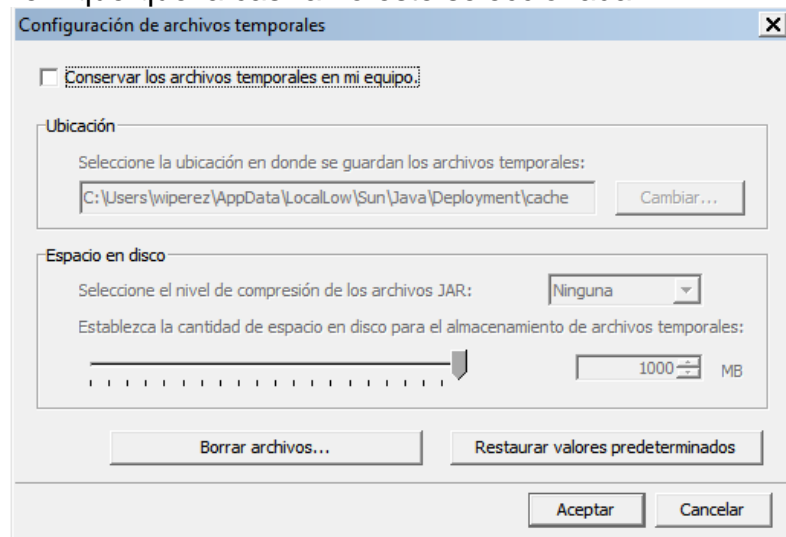 Configuración de archivos temporales
Conservar los archivos temporales en mi equipo.
Ubicación
Seleccione la ubicación en donde se guardan los archivos temporales:
C:\Users\wiperez\AppData\LocalLow\Sun\Java\Deployment\cache
Cambiar...
Espacio en disco
Seleccione el nivel de compresión de los archivos JAR:
Ninguna
Establezca la cantidad de espacio en disco para el almacenamiento de archivos temporales:
1000 MB
Borrar archivos...
Restaurar valores predeterminados
Aceptar
Cancelar